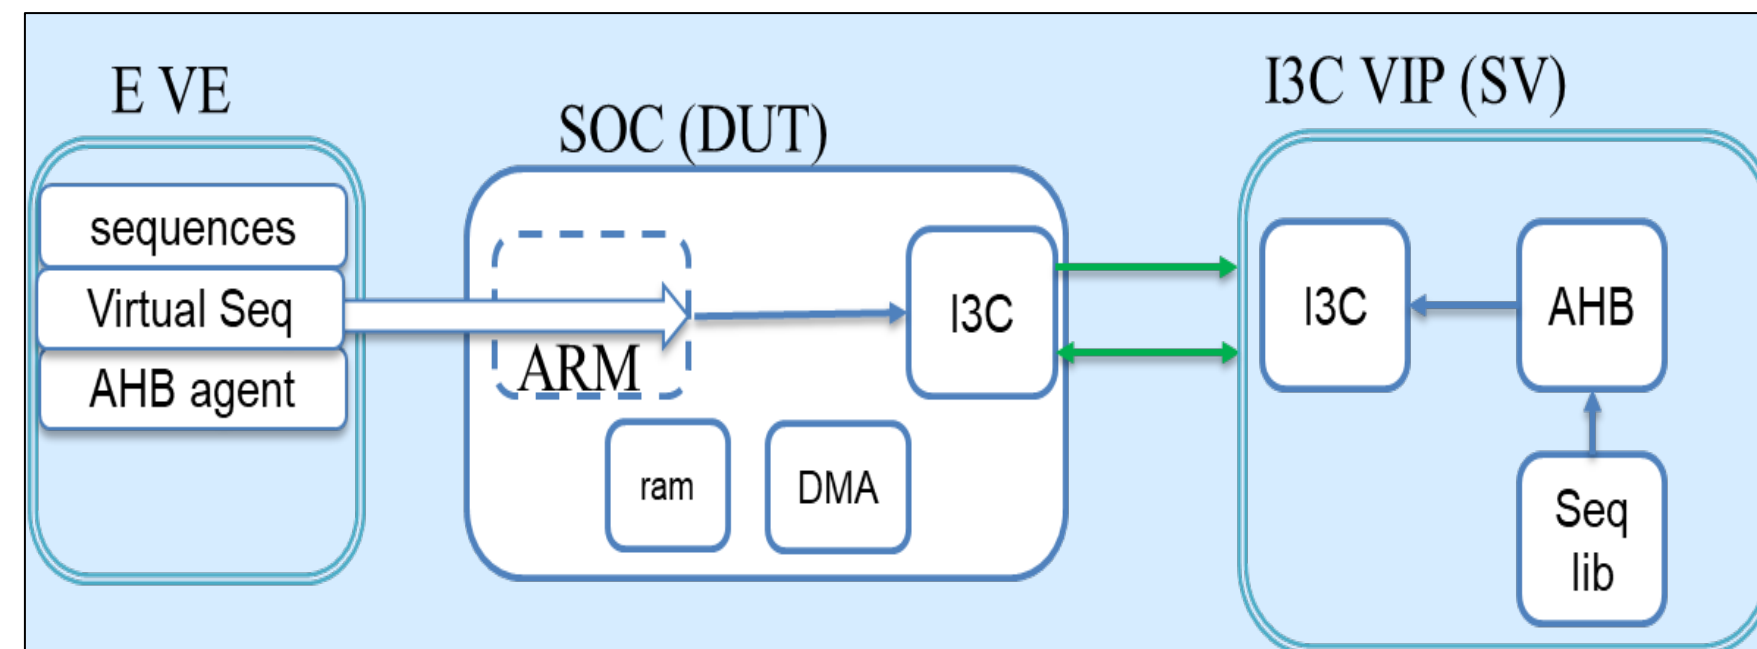 E VE
sequences
Virtual Seq
AHB agent
SOC (DUT)
ARM
I3C
ram
DMA
I3C VIP (SV)
I3C
AHB
Seq
lib